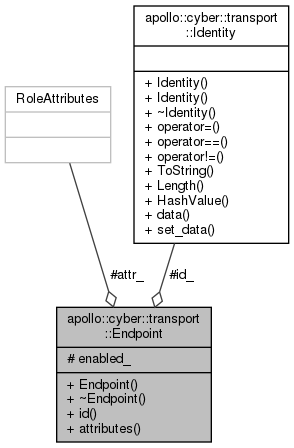 apollo::cyber::transport
::Identity
+ Identity()
+ Identity()
+ ~Identity()
+ operator=()
+ operator==()
+ operator!=()
+ ToString()
+ Length()
+ HashValue()
+ data()
+ set_data()
RoleAttributes
#attr_
#id_
apollo::cyber::transport
::Endpoint
# enabled_
+ Endpoint()
+ ~Endpoint()
+ id()
+ attributes()